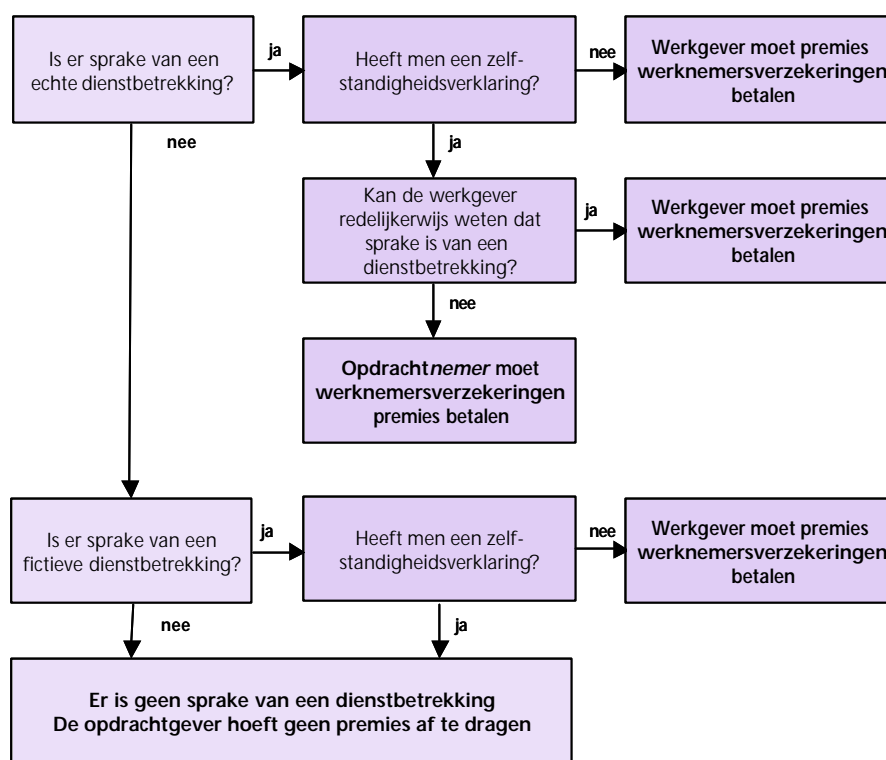 Is er sprake van een
echte dienstbetrekking?
ja
Heeft men een zelf-
standigheidsverklaring?
nee
Werkgever moet premies
werknemersverzekeringen
betalen
nee
ja
Kan de werkgever
redelijkerwijs weten dat
sprake is van een
dienstbetrekking?
ja
Werkgever moet premies
werknemersverzekeringen
betalen
nee
Opdrachtnemer moet
werknemersverzekeringen
premies betalen
Is er sprake van een
fictieve dienstbetrekking?
ja
Heeft men een zelf-
standigheidsverklaring?
nee
Werkgever moet premies
werknemersverzekeringen
betalen
nee
ja
Er is geen sprake van een dienstbetrekking
De opdrachtgever hoeft geen premies af te dragen